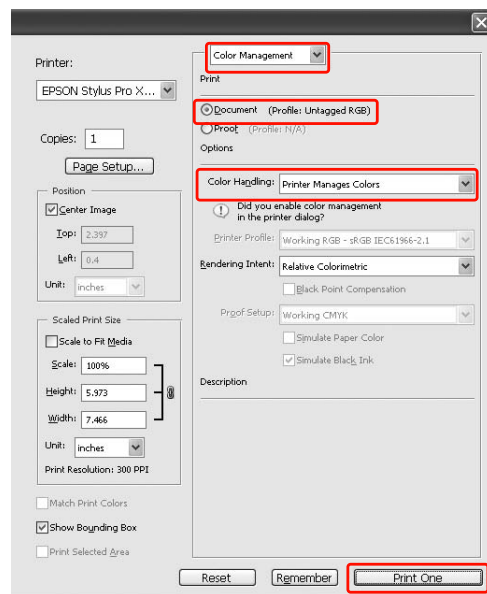 Printer:
EPSON Stylus Pro X...
Copies: 1
Page Setup...
Position
Center Image
Top: 2.397
Left: 0.4
Unit: inches
Scaled Print Size
Scale to Fit Media
Scale: 100%
Height: 5.973
Width: 7.466
Unit: inches
Print Resolution: 300 PPI
Match Print Colors
Show Bounding Box
Print Selected Area
Color Management
Print
Document (Profile: Untagged RGB)
Proof (Profile: N/A)
Options
Color Handling: Printer Manages Colors
Did you enable color management
in the printer dialog?
Printer Profile: Working RGB - sRGB IEC61966-2.1
Rendering Intent: Relative Colorimetric
Black Point Compensation
Proof Setup: Working CMYK
Simulate Paper Color
Simulate Black Ink
Description
Reset Remember Print One